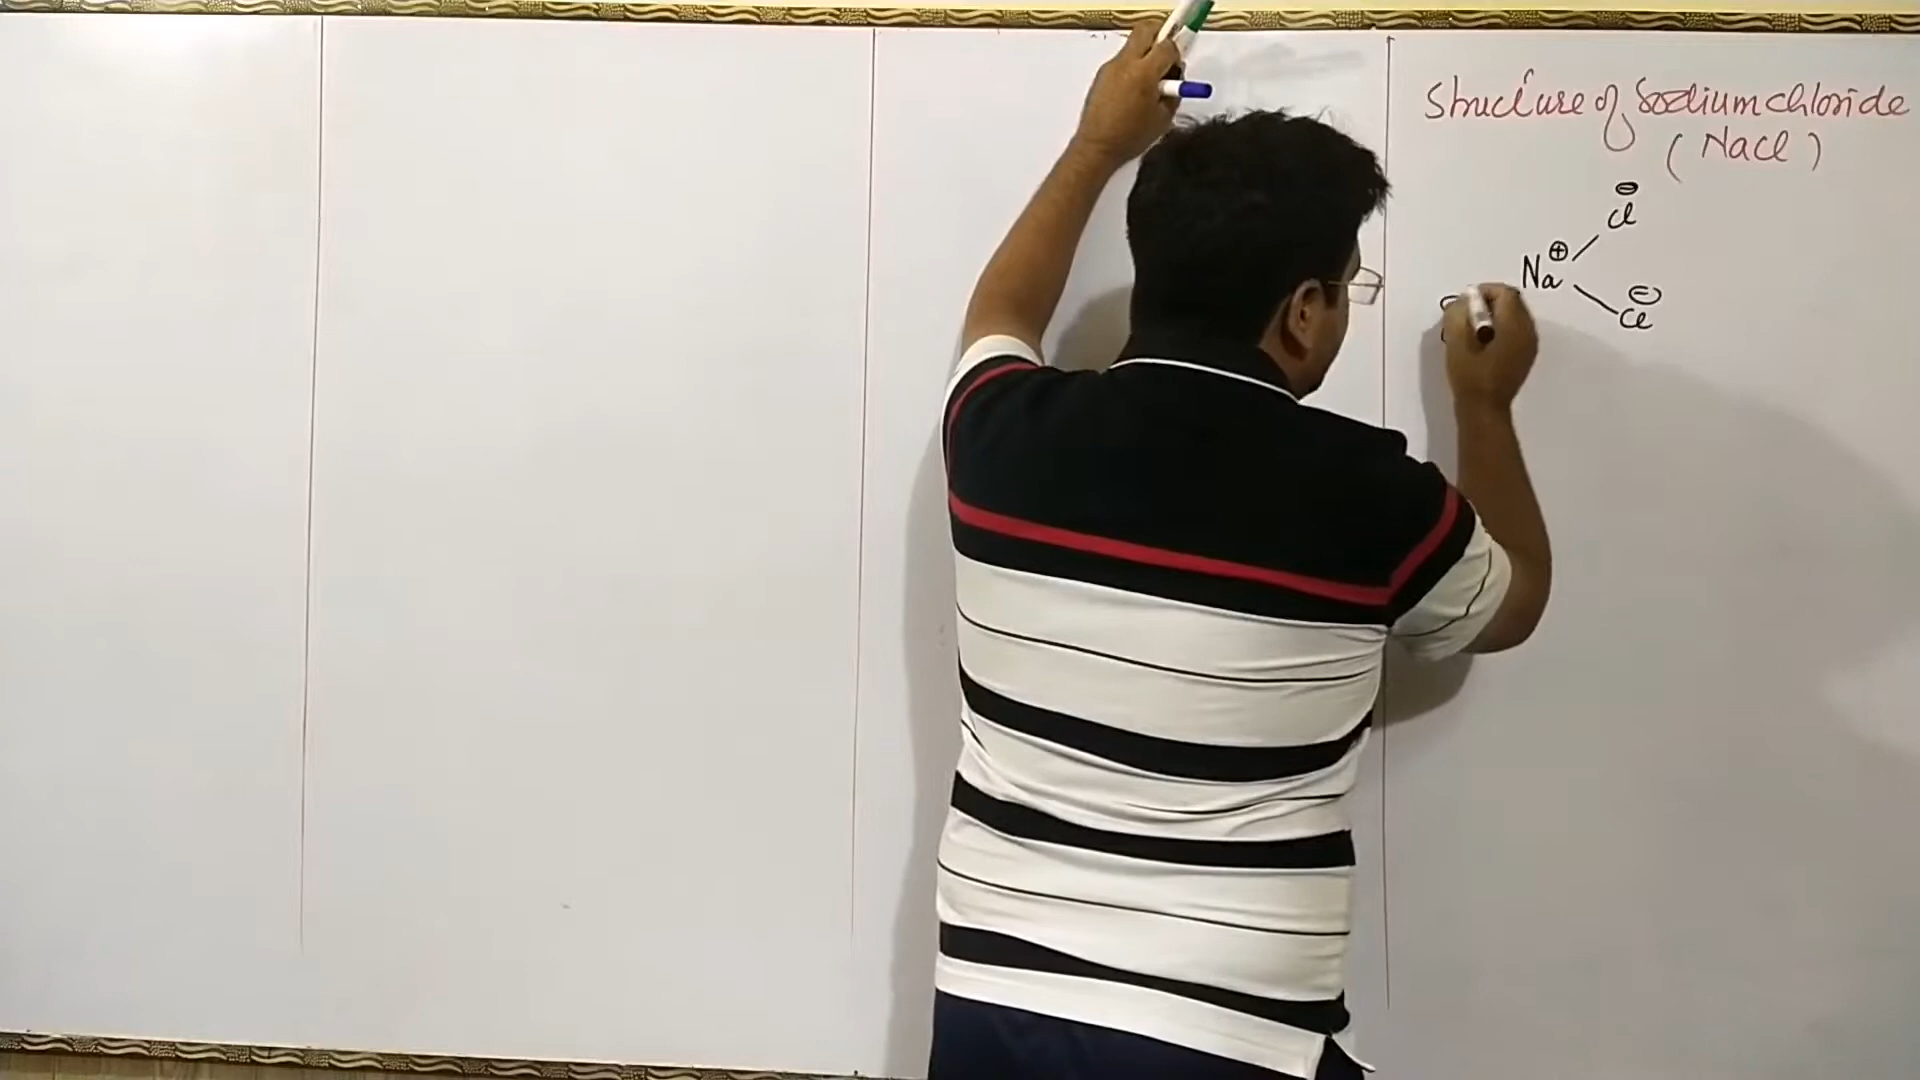 Structure of Sodium chloride
(NaCl)
⊖
Cl
Na⊕
⊖
Cl